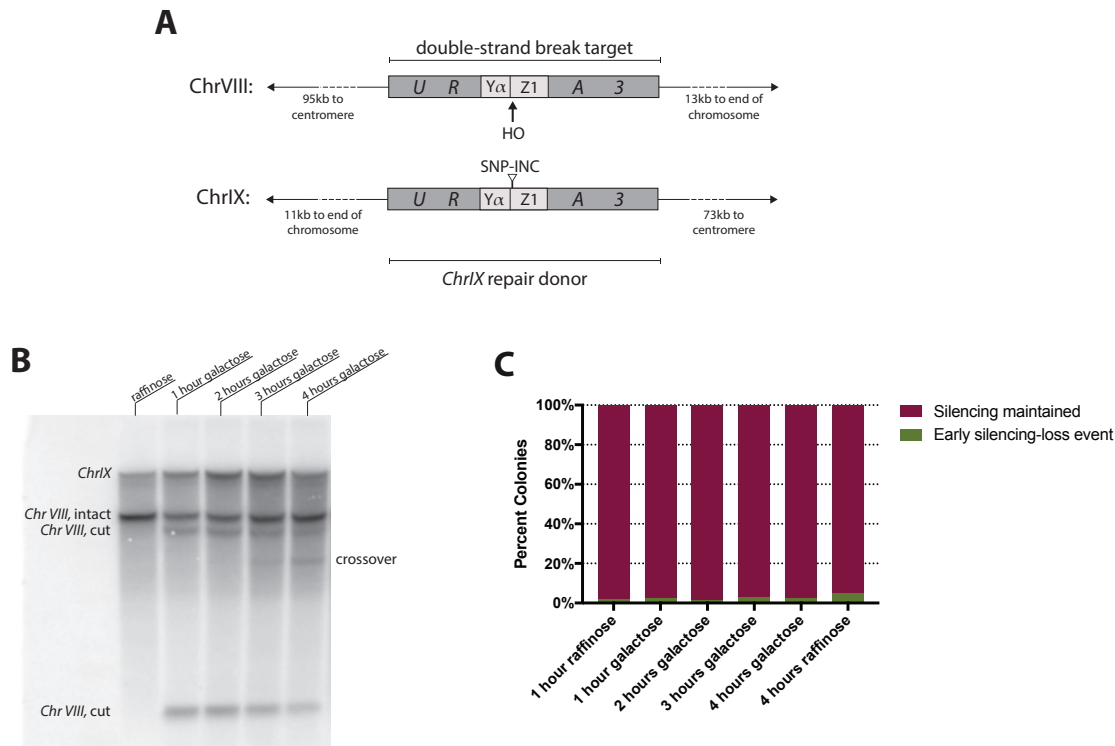 A
double-strand break target
ChrVIII:
U R Yα Z1 A 3
95kb to
centromere
13kb to end of
chromosome
HO
SNP-INC
ChrIX:
U R Yα Z1 A 3
11kb to end of
chromosome
73kb to
centromere
ChrIX repair donor
B
raffinose
1 hour galactose
2 hours galactose
3 hours galactose
4 hours galactose
ChrIX
Chr VIII, intact
Chr VIII, cut
crossover
Chr VIII, cut
C
100%
80%
60%
40%
20%
0%
Percent Colonies
1 hour raffinose
1 hour galactose
2 hours galactose
3 hours galactose
4 hours galactose
4 hours raffinose
Silencing maintained
Early silencing-loss event